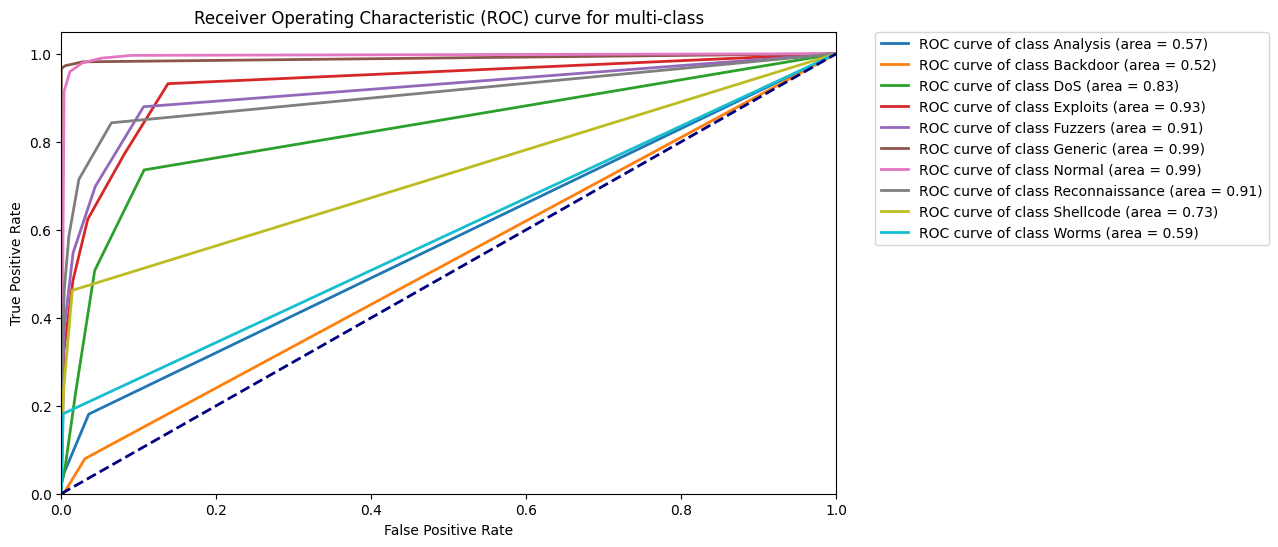 Receiver Operating Characteristic (ROC) curve for multi-class
True Positive Rate
1.0
0.8
0.6
0.4
0.2
0.0
0.0 0.2 0.4 0.6 0.8 1.0
False Positive Rate
ROC curve of class Analysis (area = 0.57)
ROC curve of class Backdoor (area = 0.52)
ROC curve of class DoS (area = 0.83)
ROC curve of class Exploits (area = 0.93)
ROC curve of class Fuzzers (area = 0.91)
ROC curve of class Generic (area = 0.99)
ROC curve of class Normal (area = 0.99)
ROC curve of class Reconnaissance (area = 0.91)
ROC curve of class Shellcode (area = 0.73)
ROC curve of class Worms (area = 0.59)